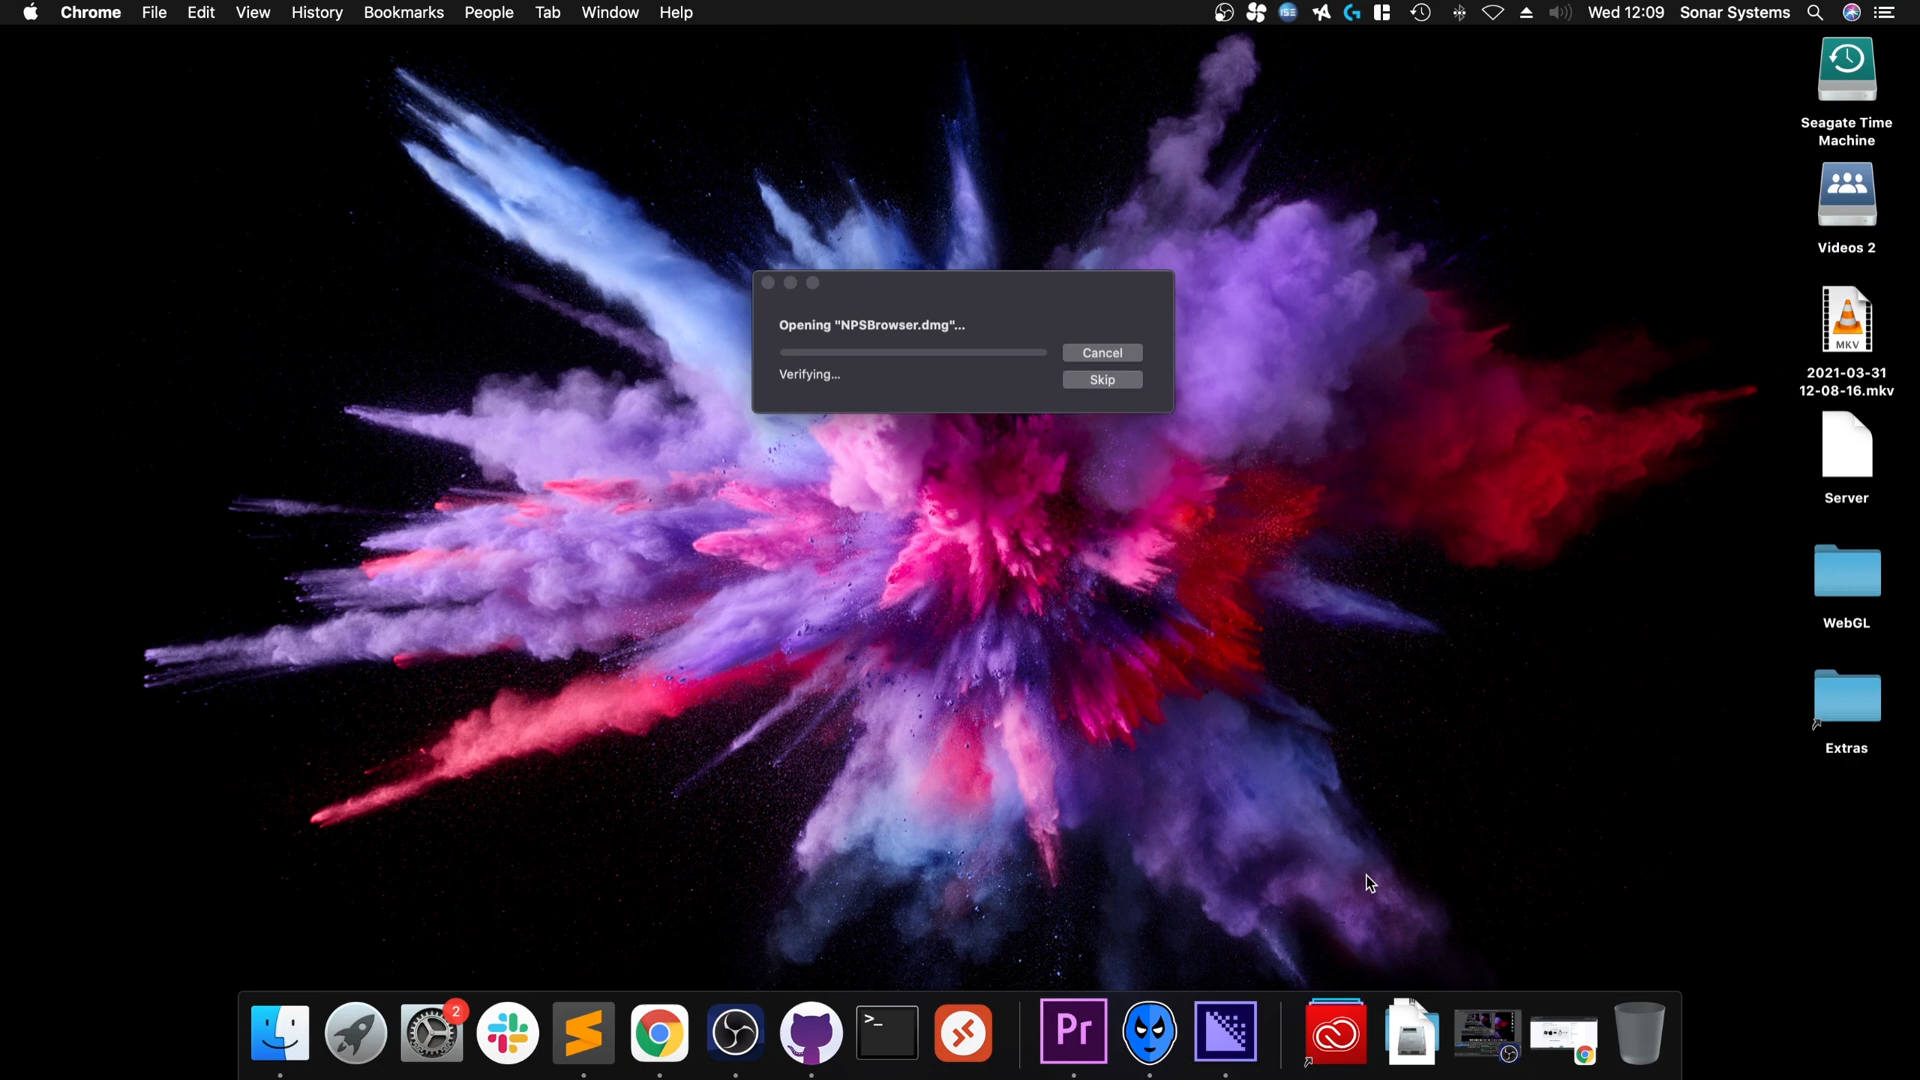 Chrome File Edit View History Bookmarks People Tab Window Help
ISE
Wed 12:09 Sonar Systems
Seagate Time
Machine
Videos 2
MKV
2021-03-31
12-08-16.mkv
Server
WebGL
Extras
Opening "NPSBrowser.dmg"...
Cancel
Verifying...
Skip
2
>_
Pr